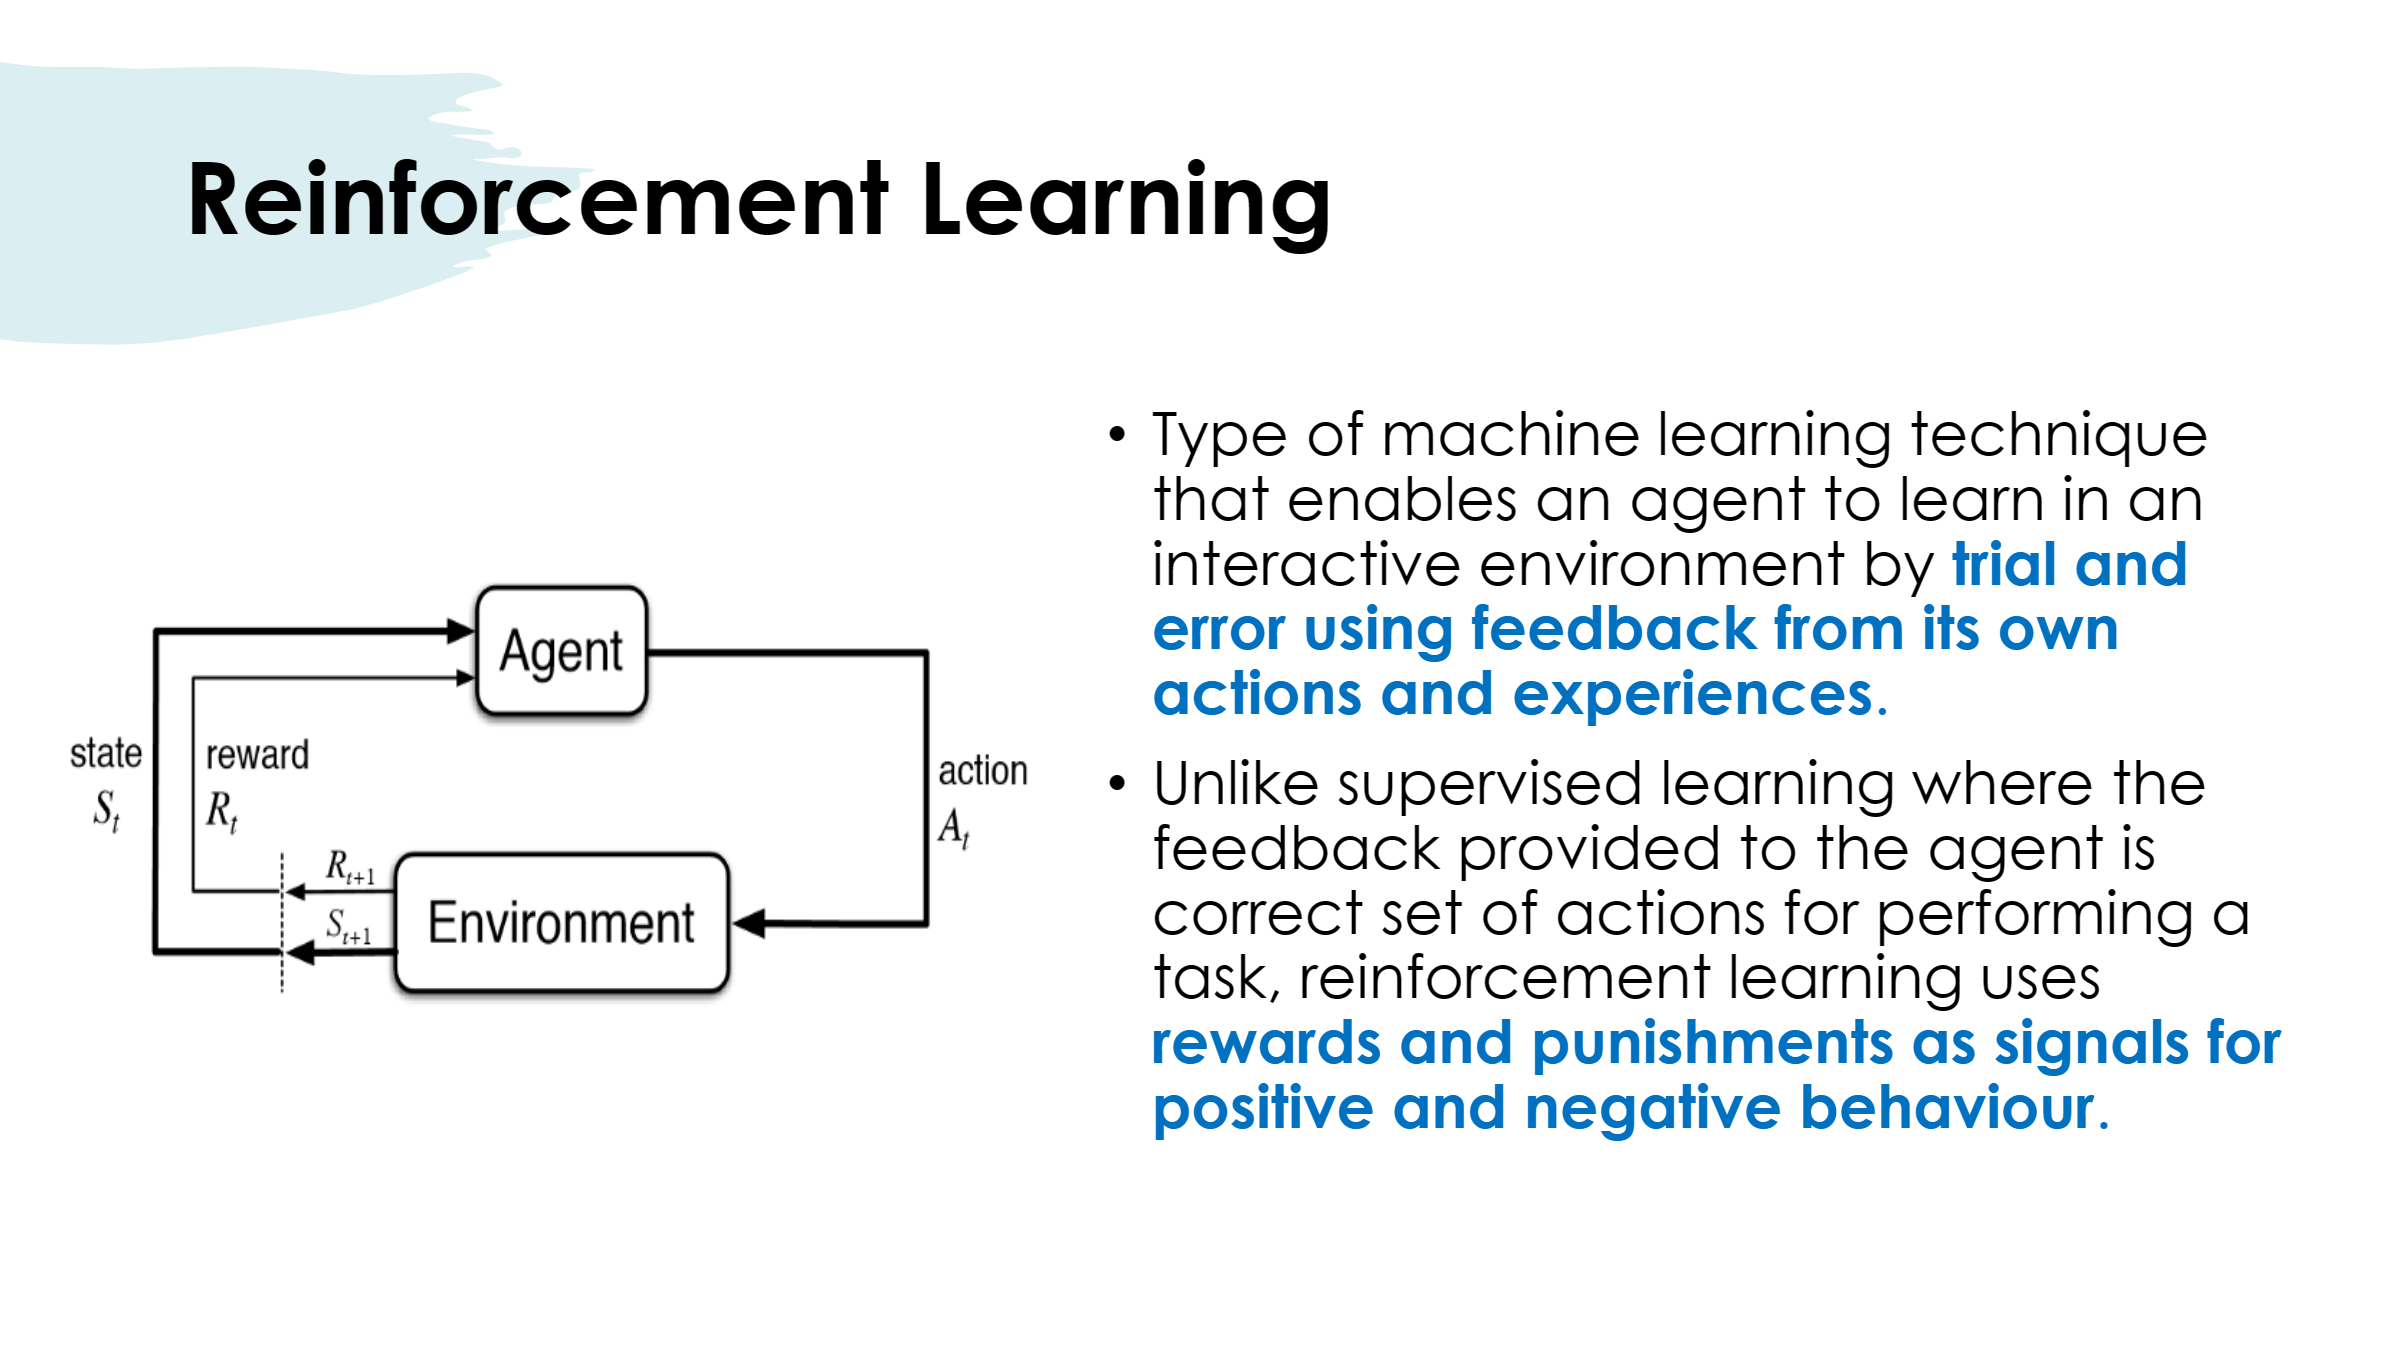 Reinforcement Learning
Agent
state
S_t
reward
R_t
action
A_t
R_{t+1}
S_{t+1}
Environment
• Type of machine learning technique
that enables an agent to learn in an
interactive environment by trial and
error using feedback from its own
actions and experiences.
• Unlike supervised learning where the
feedback provided to the agent is
correct set of actions for performing a
task, reinforcement learning uses
rewards and punishments as signals for
positive and negative behaviour.